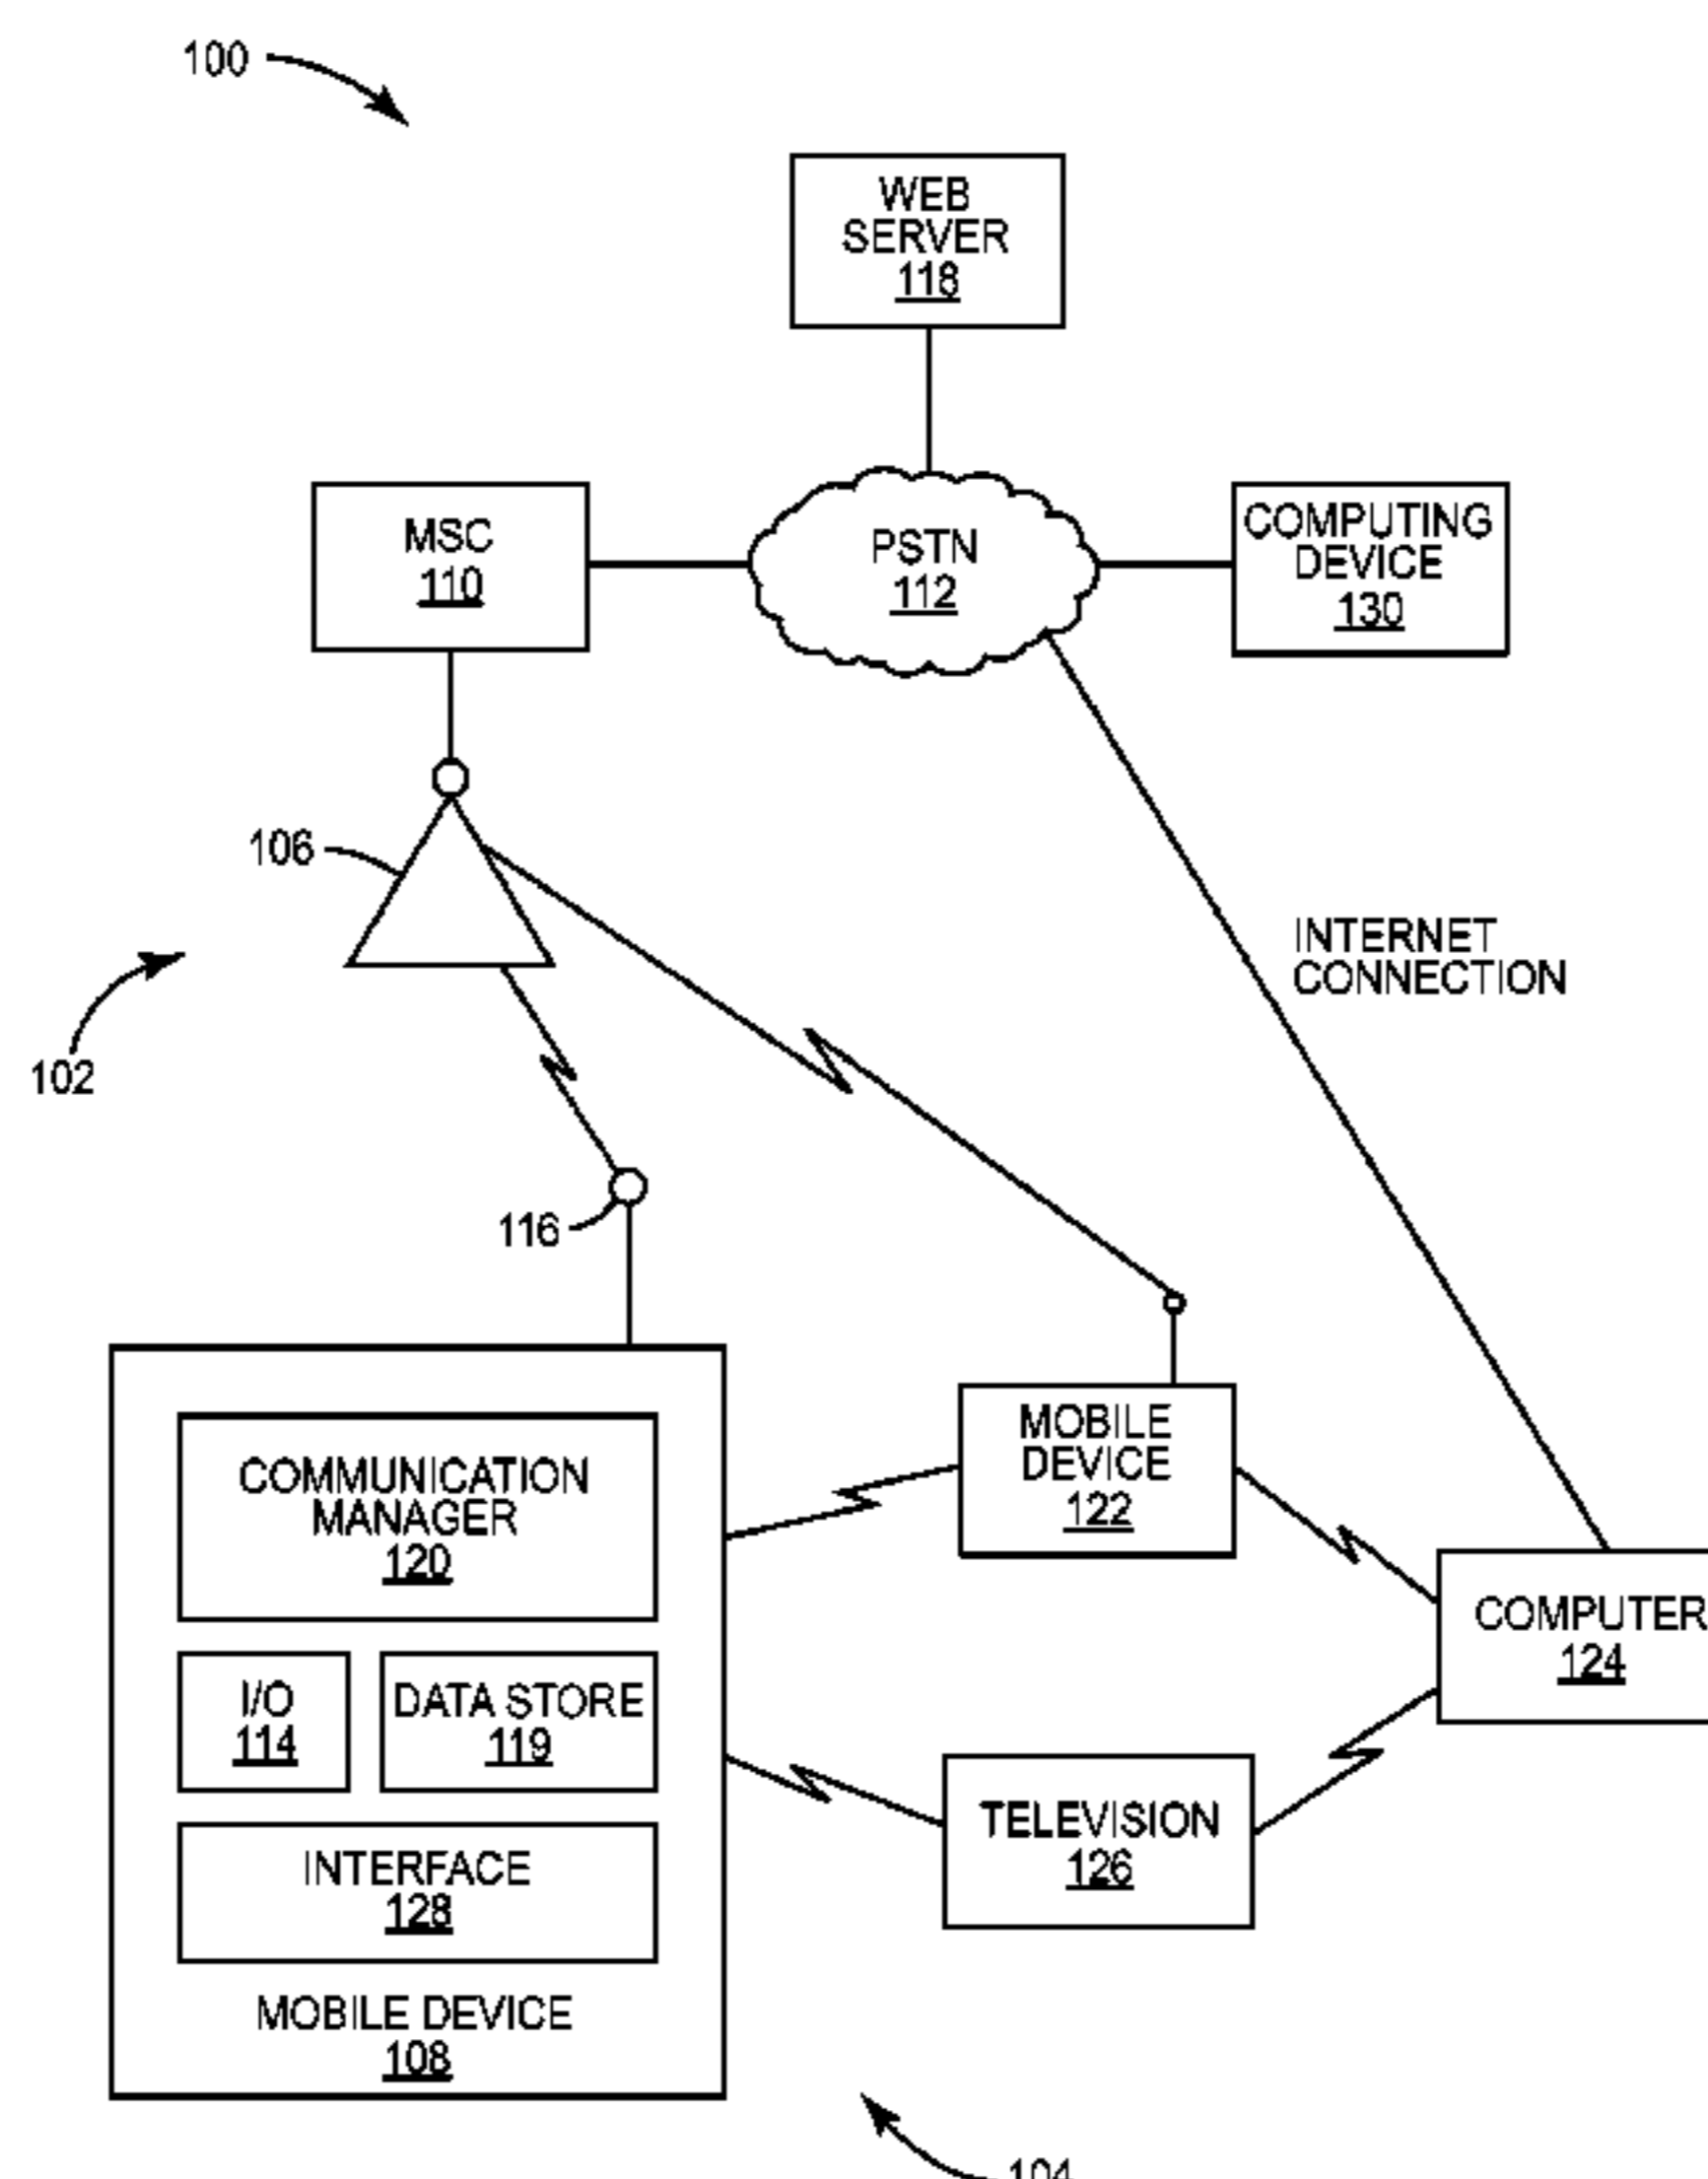 100
WEB
SERVER
118
MSC
110
PSTN
112
COMPUTING
DEVICE
130
106
INTERNET
CONNECTION
102
116
COMMUNICATION
MANAGER
120
MOBILE
DEVICE
122
COMPUTER
124
I/O
114
DATA STORE
119
TELEVISION
126
INTERFACE
128
MOBILE DEVICE
108
104